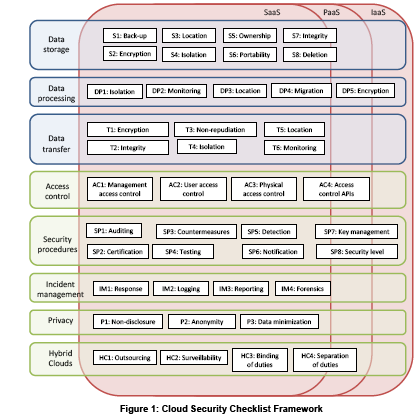 SaaS PaaS IaaS
Data
storage
S1: Back-up S3: Location S5: Ownership S7: Integrity
S2: Encryption S4: Isolation S6: Portability S8: Deletion
Data
processing
DP1: Isolation DP2: Monitoring DP3: Location DP4: Migration DP5: Encryption
Data
transfer
T1: Encryption T3: Non-repudiation T5: Location
T2: Integrity T4: Isolation T6: Monitoring
Access
control
AC1: Management
access control
AC2: User access
control
AC3: Physical
access control
AC4: Access
control APIs
Security
procedures
SP1: Auditing SP3: Countermeasures SP5: Detection SP7: Key management
SP2: Certification SP4: Testing SP6: Notification SP8: Security level
Incident
management
IM1: Response IM2: Logging IM3: Reporting IM4: Forensics
Privacy
P1: Non-disclosure P2: Anonymity P3: Data minimization
Hybrid
Clouds
HC1: Outsourcing HC2: Surveillability
HC3: Binding
of duties
HC4: Separation
of duties
Figure 1: Cloud Security Checklist Framework